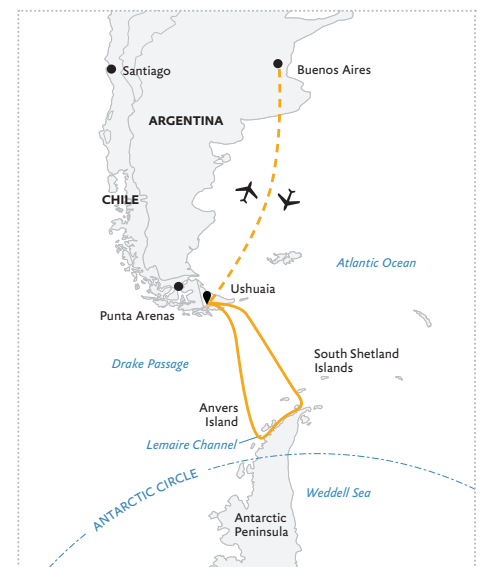 Santiago
Buenos Aires
ARGENTINA
CHILE
Atlantic Ocean
Ushuaia
Punta Arenas
South Shetland
Islands
Drake Passage
Anvers
Island
Lemaire Channel
ANTARCTIC CIRCLE
Weddell Sea
Antarctic
Peninsula